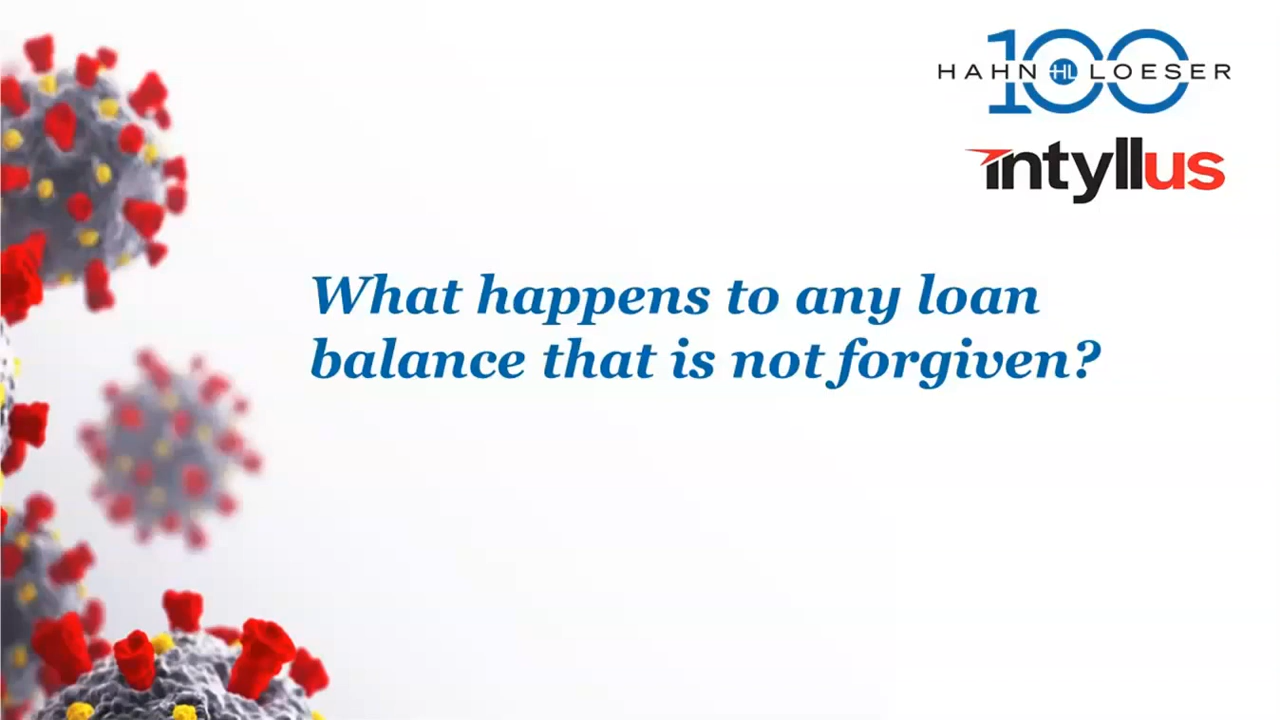 100
HAHN HL LOESER
intyllus
What happens to any loan
balance that is not forgiven?